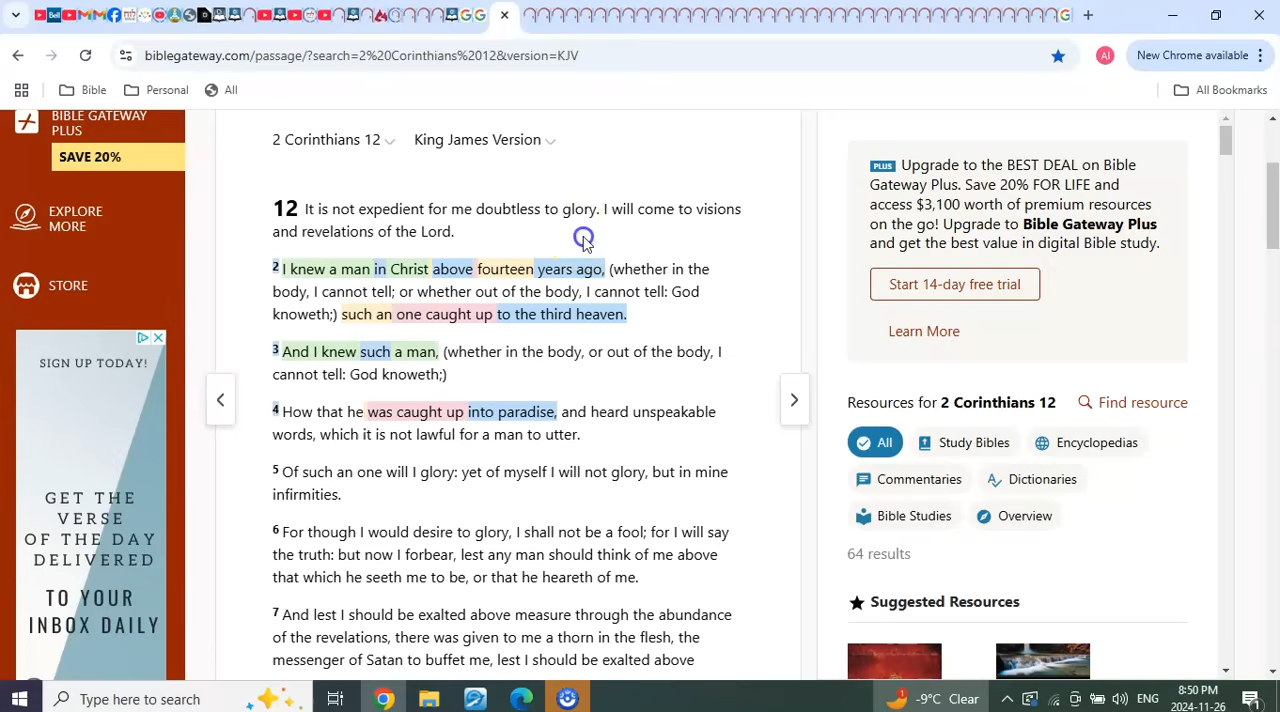 biblegateway.com/passage/?search=2%20Corinthians%2012&version=KJV
AI
New Chrome available
Bible
Personal
All
All Bookmarks
BIBLE GATEWAY
PLUS
SAVE 20%
EXPLORE
MORE
STORE
SIGN UP TODAY!
GET THE
VERSE
OF THE DAY
DELIVERED
TO YOUR
INBOX DAILY
2 Corinthians 12
King James Version
12 It is not expedient for me doubtless to glory. I will come to visions
and revelations of the Lord.
2 I knew a man in Christ above fourteen years ago, (whether in the
body, I cannot tell; or whether out of the body, I cannot tell: God
knoweth;) such an one caught up to the third heaven.
3 And I knew such a man, (whether in the body, or out of the body, I
cannot tell: God knoweth;)
4 How that he was caught up into paradise, and heard unspeakable
words, which it is not lawful for a man to utter.
5 Of such an one will I glory: yet of myself I will not glory, but in mine
infirmities.
6 For though I would desire to glory, I shall not be a fool; for I will say
the truth: but now I forbear, lest any man should think of me above
that which he seeth me to be, or that he heareth of me.
7 And lest I should be exalted above measure through the abundance
of the revelations, there was given to me a thorn in the flesh, the
messenger of Satan to buffet me, lest I should be exalted above
PLUS Upgrade to the BEST DEAL on Bible
Gateway Plus. Save 20% FOR LIFE and
access $3,100 worth of premium resources
on the go! Upgrade to Bible Gateway Plus
and get the best value in digital Bible study.
Start 14-day free trial
Learn More
Resources for 2 Corinthians 12
Find resource
All
Study Bibles
Encyclopedias
Commentaries
Dictionaries
Bible Studies
Overview
64 results
Suggested Resources
Type here to search
1
-9°C Clear
ENG
8:50 PM
2024-11-26
1